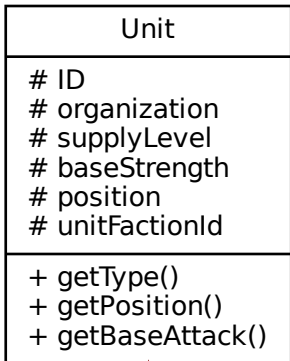 Unit
# ID
# organization
# supplyLevel
# baseStrength
# position
# unitFactionId
+ getType()
+ getPosition()
+ getBaseAttack()